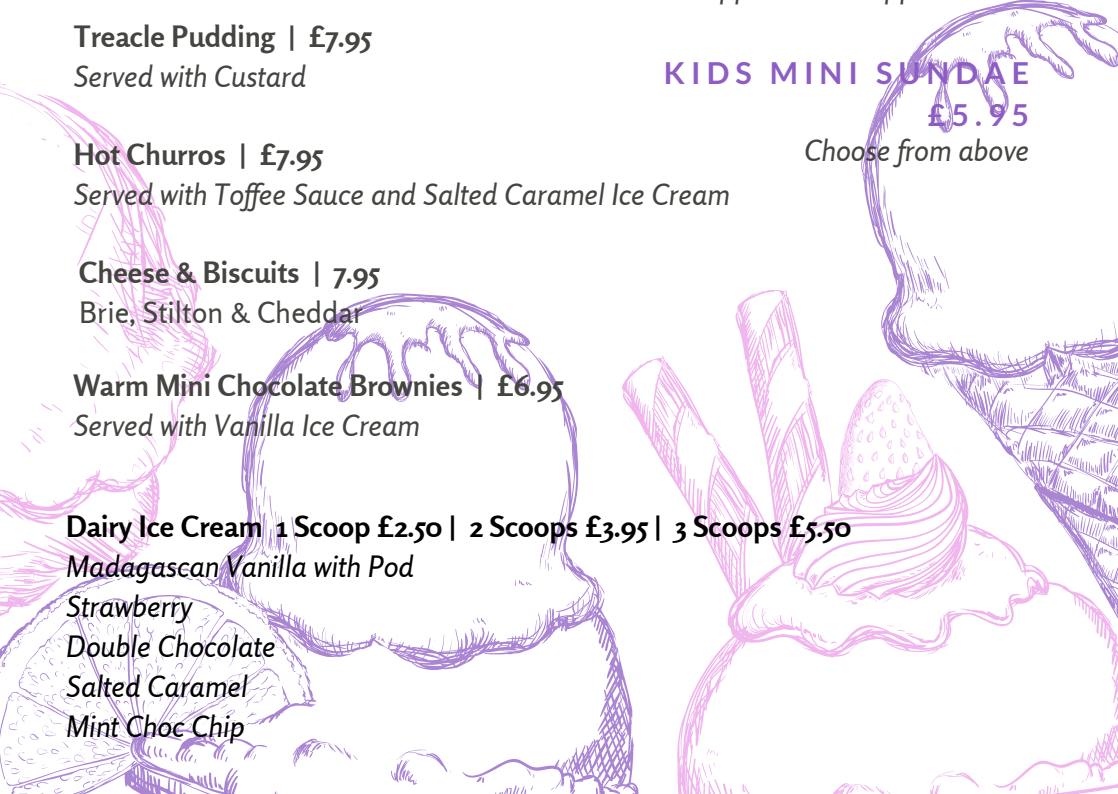 Treacle Pudding | £7.95
Served with Custard
Hot Churros | £7.95
Served with Toffee Sauce and Salted Caramel Ice Cream
Cheese & Biscuits | 7.95
Brie, Stilton & Cheddar
Warm Mini Chocolate Brownies | £6.95
Served with Vanilla Ice Cream
Dairy Ice Cream 1 Scoop £2.50 | 2 Scoops £3.95 | 3 Scoops £5.50
Madagascan Vanilla with Pod
Strawberry
Double Chocolate
Salted Caramel
Mint Choc Chip
KIDS MINI SUNDAE
£5.95
Choose from above